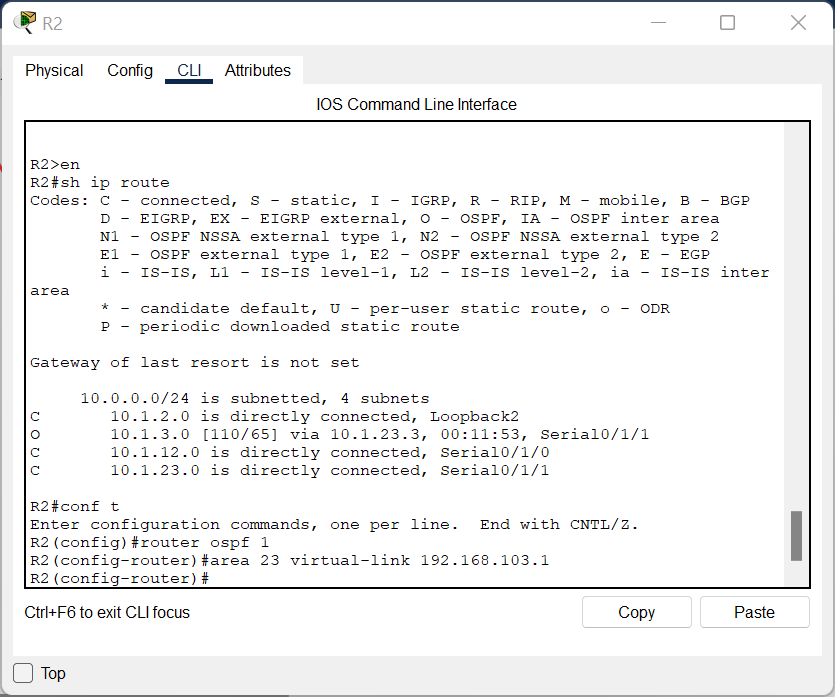 R2
Physical Config CLI Attributes
IOS Command Line Interface
R2>en
R2#sh ip route
Codes: C - connected, S - static, I - IGRP, R - RIP, M - mobile, B - BGP
       D - EIGRP, EX - EIGRP external, O - OSPF, IA - OSPF inter area
       N1 - OSPF NSSA external type 1, N2 - OSPF NSSA external type 2
       E1 - OSPF external type 1, E2 - OSPF external type 2, E - EGP
       i - IS-IS, L1 - IS-IS level-1, L2 - IS-IS level-2, ia - IS-IS inter
area
       * - candidate default, U - per-user static route, o - ODR
       P - periodic downloaded static route
Gateway of last resort is not set
     10.0.0.0/24 is subnetted, 4 subnets
C       10.1.2.0 is directly connected, Loopback2
O       10.1.3.0 [110/65] via 10.1.23.3, 00:11:53, Serial0/1/1
C       10.1.12.0 is directly connected, Serial0/1/0
C       10.1.23.0 is directly connected, Serial0/1/1
R2#conf t
Enter configuration commands, one per line.  End with CNTL/Z.
R2(config)#router ospf 1
R2(config-router)#area 23 virtual-link 192.168.103.1
R2(config-router)#
Ctrl+F6 to exit CLI focus
Copy Paste
Top